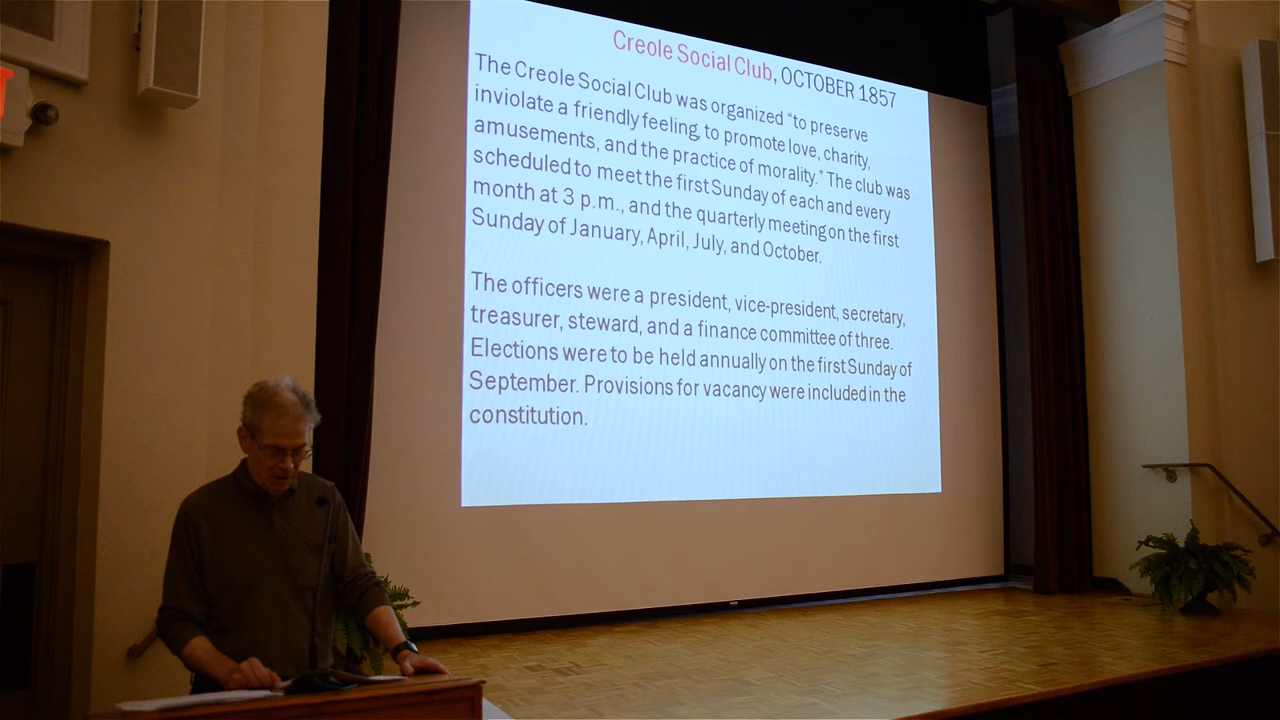 Creole Social Club, OCTOBER 1857
The Creole Social Club was organized “to preserve
inviolate a friendly feeling, to promote love, charity,
amusements, and the practice of morality.” The club was
scheduled to meet the first Sunday of each and every
month at 3 p.m., and the quarterly meeting on the first
Sunday of January, April, July, and October.
The officers were a president, vice-president, secretary,
treasurer, steward, and a finance committee of three.
Elections were to be held annually on the first Sunday of
September. Provisions for vacancy were included in the
constitution.